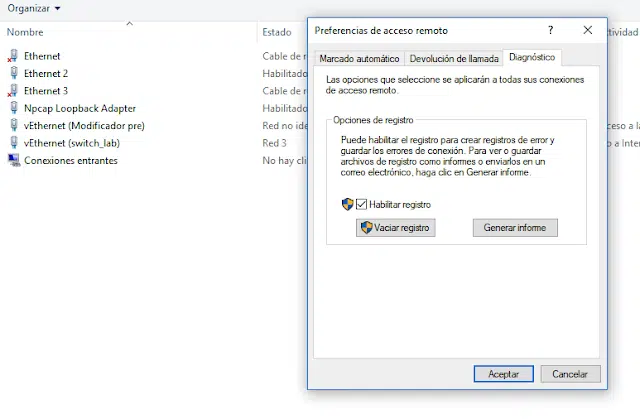 Organizar
Nombre
Estado
Ethernet
Cable de r
Ethernet 2
Habilitado
Ethernet 3
Cable de r
Npcap Loopback Adapter
Habilitado
vEthernet (Modificador pre)
Red no ide
vEthernet (switch_lab)
Red 3
Conexiones entrantes
No hay cli
ctividad
cceso a la
o a Inter
Preferencias de acceso remoto
Marcado automático
Devolución de llamada
Diagnóstico
Las opciones que seleccione se aplicarán a todas sus conexiones
de acceso remoto.
Opciones de registro
Puede habilitar el registro para crear registros de error y
guardar los errores de conexión. Para ver o guardar
archivos de registro como informes o enviarlos en un
correo electrónico, haga clic en Generar informe.
Habilitar registro
Vaciar registro
Generar informe
Aceptar
Cancelar